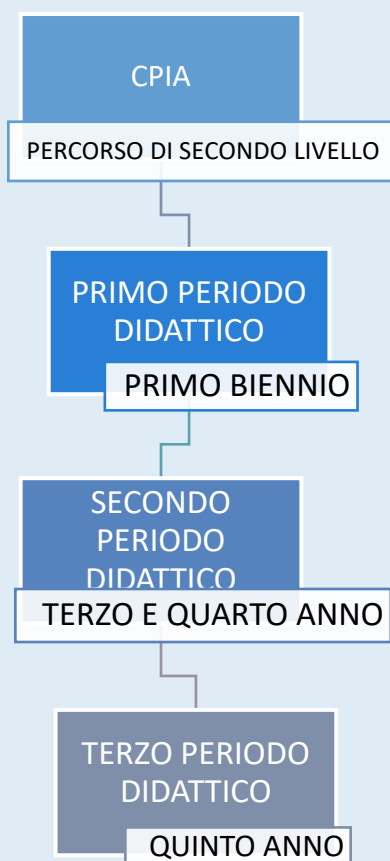 CPIA
PERCORSO DI SECONDO LIVELLO
PRIMO PERIODO
DIDATTICO
PRIMO BIENNIO
SECONDO
PERIODO
DIDATTICO
TERZO E QUARTO ANNO
TERZO PERIODO
DIDATTICO
QUINTO ANNO